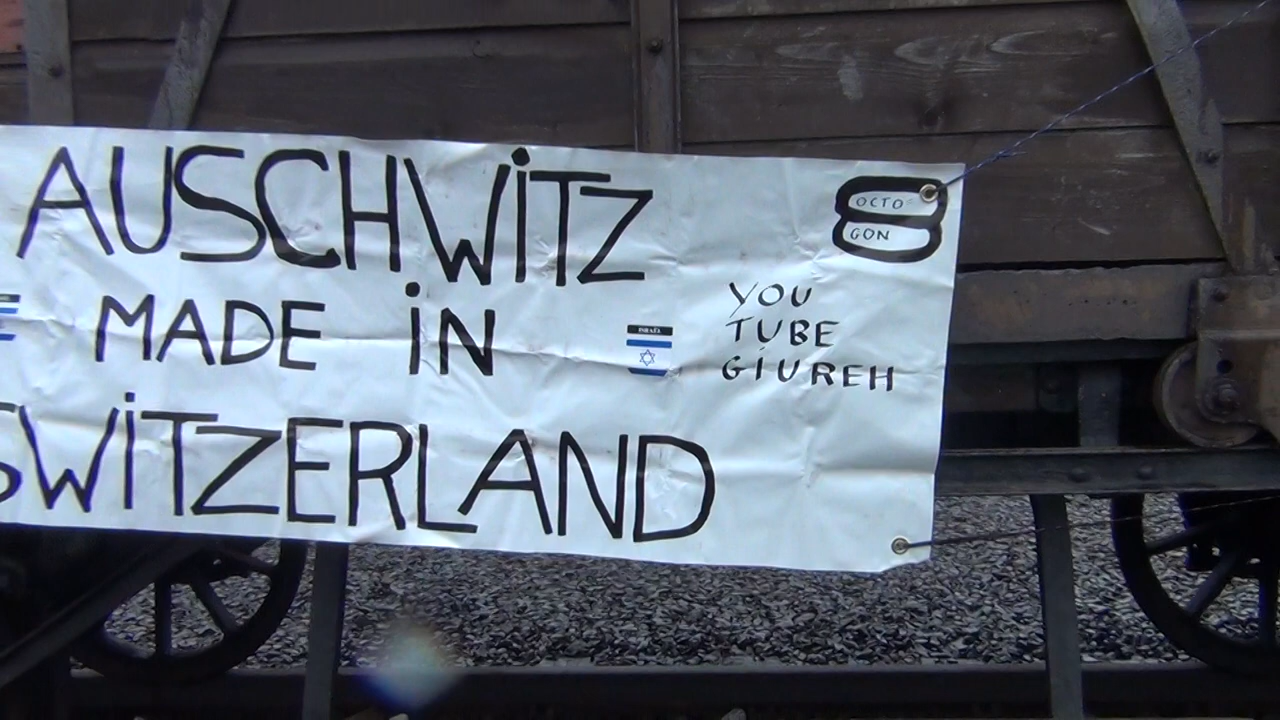 AUSCHWiTZ
MADE iN
SWiTZERLAND
OCTO
GON
ISRAEL
YOU
TUBE
GiUREH